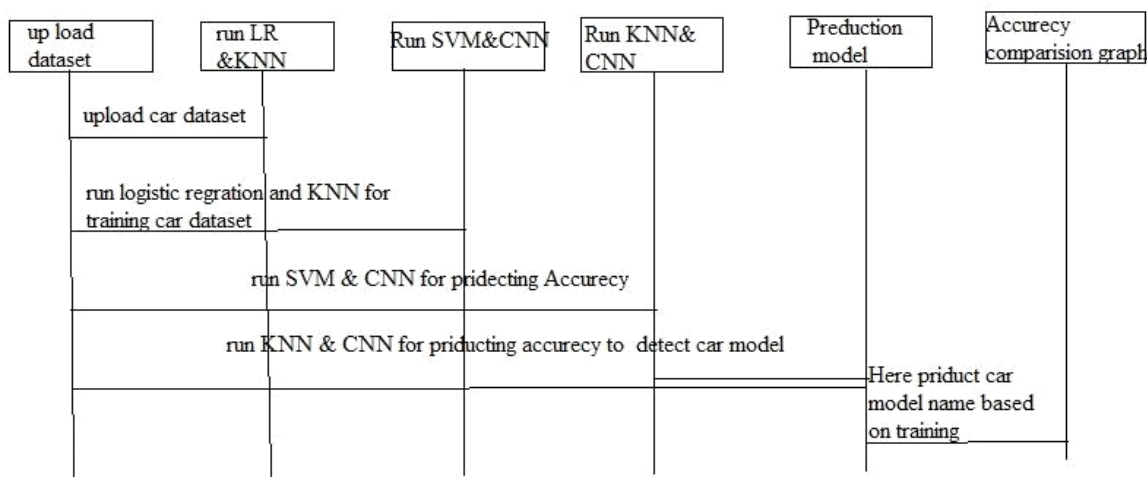 up load
dataset
run LR
&KNN
Run SVM&CNN
Run KNN&
CNN
Preduction
model
Accurecy
comparision graph
upload car dataset
run logistic regration and KNN for
training car dataset
run SVM & CNN for pridecting Accurecy
run KNN & CNN for priducting accurecy to detect car model
Here priduct car
model name based
on training